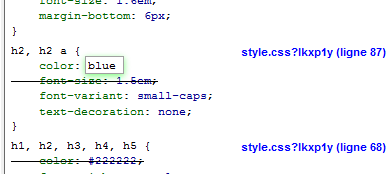 font-size: 1.6em;
margin-bottom: 6px;
}
h2, h2 a { style.css?lkxp1y (ligne 87)
color: blue
font-size: 1.5em;
font-variant: small-caps;
text-decoration: none;
}
h1, h2, h3, h4, h5 { style.css?lkxp1y (ligne 68)
color: #222222;